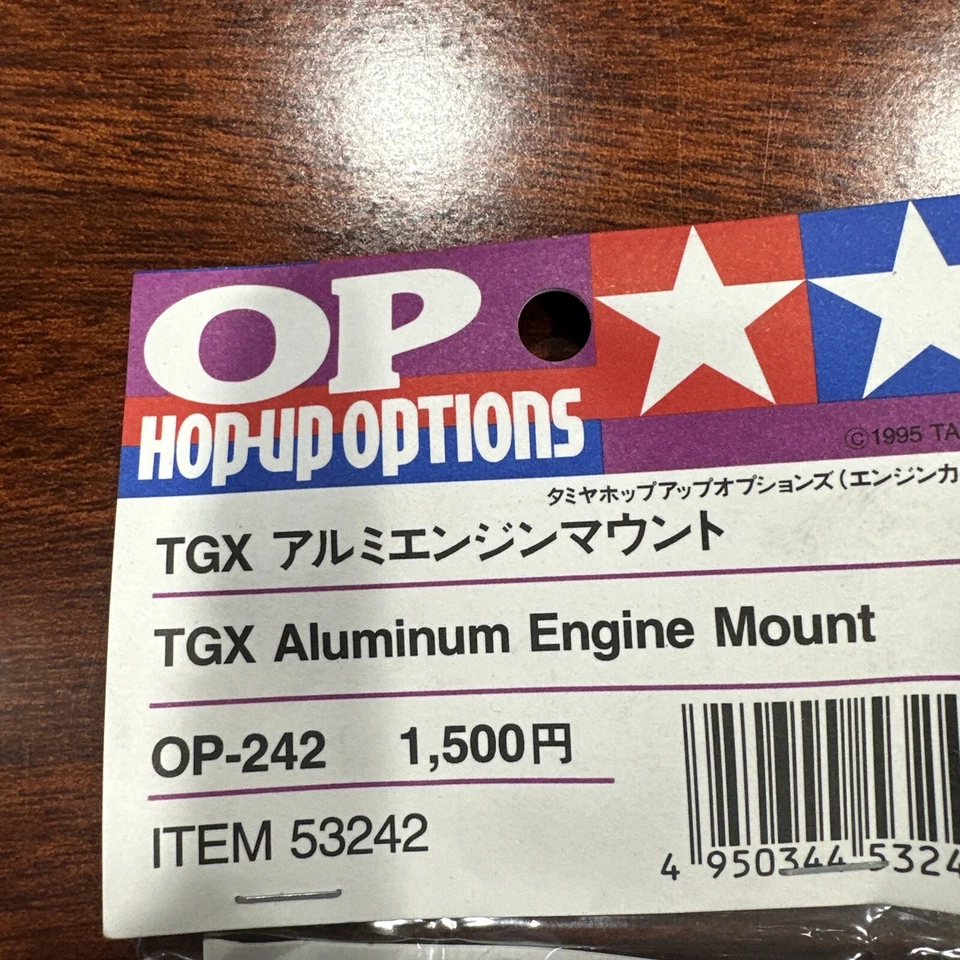 OP
HOP-UP OPTIONS
©1995 TA
タミヤホップアップオプションズ(エンジンカ
TGX アルミエンジンマウント
TGX Aluminum Engine Mount
OP-242 1,500円
ITEM 53242
4 950344 5324